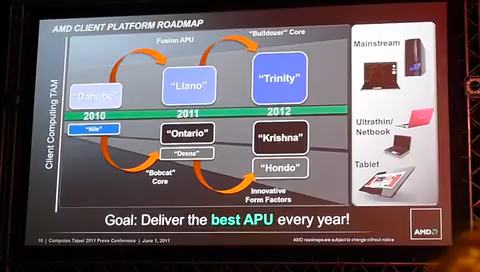 AMD CLIENT PLATFORM ROADMAP
"Bulldozer" Core
Fusion APU
Mainstream
"Danube"
"Llano"
"Trinity"
2010
2011
2012
Client Computing TAM
"Nile"
"Ontario"
"Krishna"
Ultrathin/
Netbook
"Desna"
"Hondo"
Tablet
"Bobcat"
Core
Innovative
Form Factors
Goal: Deliver the best APU every year!
AMD
10 | Computex Taipei 2011 Press Conference | June 1, 2011
AMD roadmaps are subject to change without notice